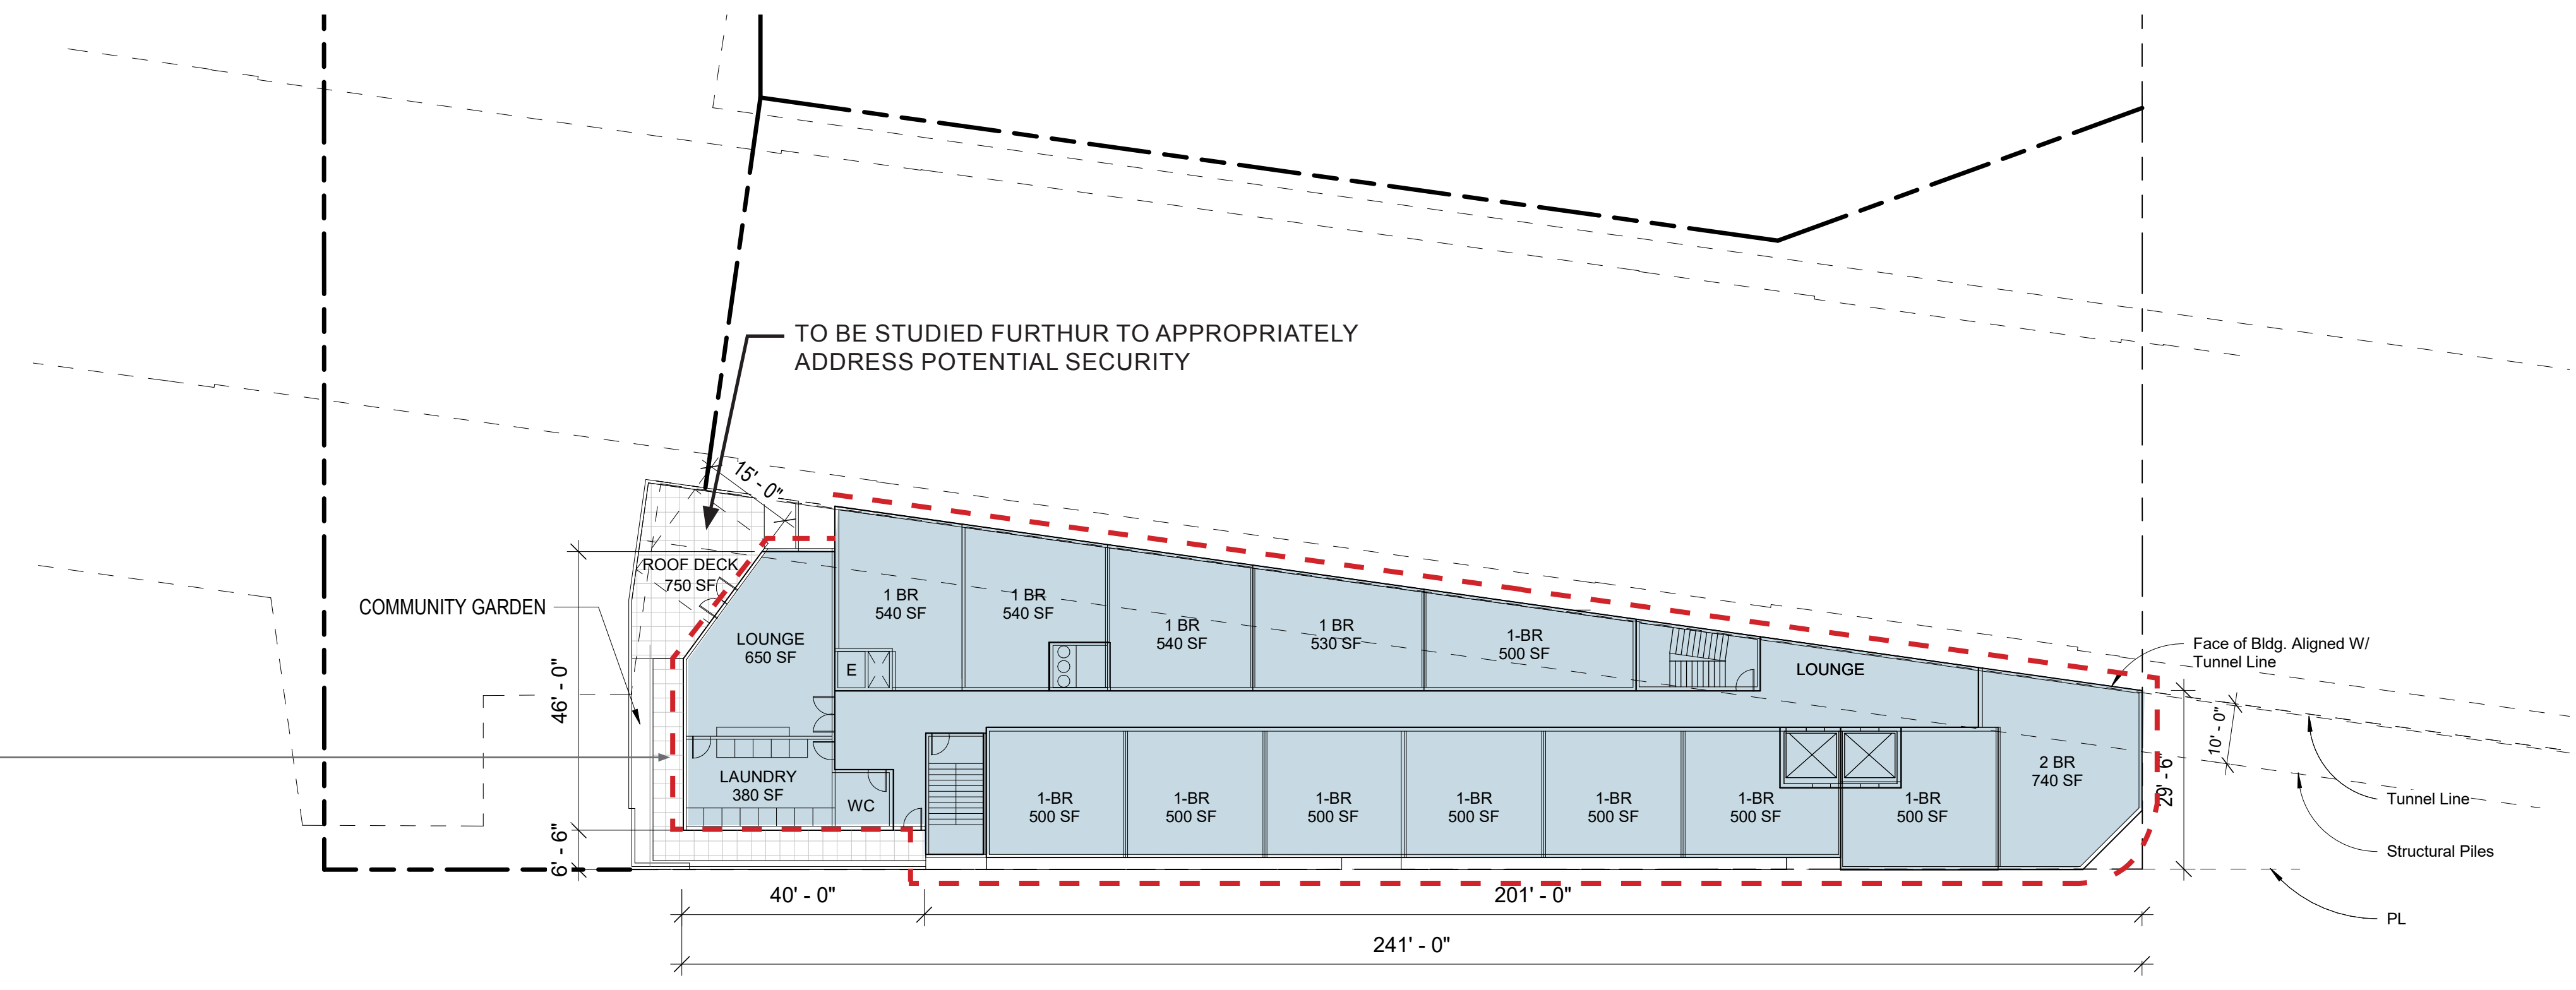 TO BE STUDIED FURTHUR TO APPROPRIATELY
ADDRESS POTENTIAL SECURITY
15' - 0"
ROOF DECK
750 SF
COMMUNITY GARDEN
LOUNGE
650 SF
1 BR
540 SF
1 BR
540 SF
1 BR
540 SF
1 BR
530 SF
1-BR
500 SF
LOUNGE
E
Face of Bldg. Aligned W/
Tunnel Line
46' - 0"
10' - 0"
29' - 6"
LAUNDRY
380 SF
WC
1-BR
500 SF
1-BR
500 SF
1-BR
500 SF
1-BR
500 SF
1-BR
500 SF
1-BR
500 SF
1-BR
500 SF
2 BR
740 SF
Tunnel Line
Structural Piles
6' - 6"
PL
40' - 0"
201' - 0"
241' - 0"